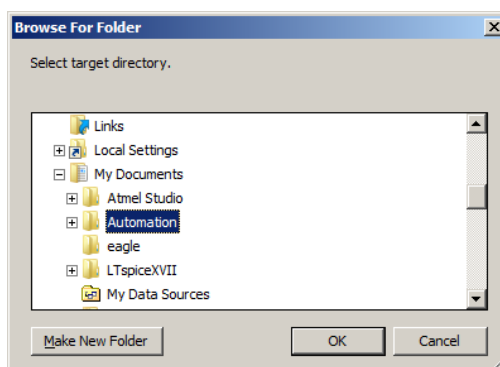 Browse For Folder
Select target directory.
Links
Local Settings
My Documents
Atmel Studio
Automation
eagle
LTspiceXVII
My Data Sources
Make New Folder OK Cancel